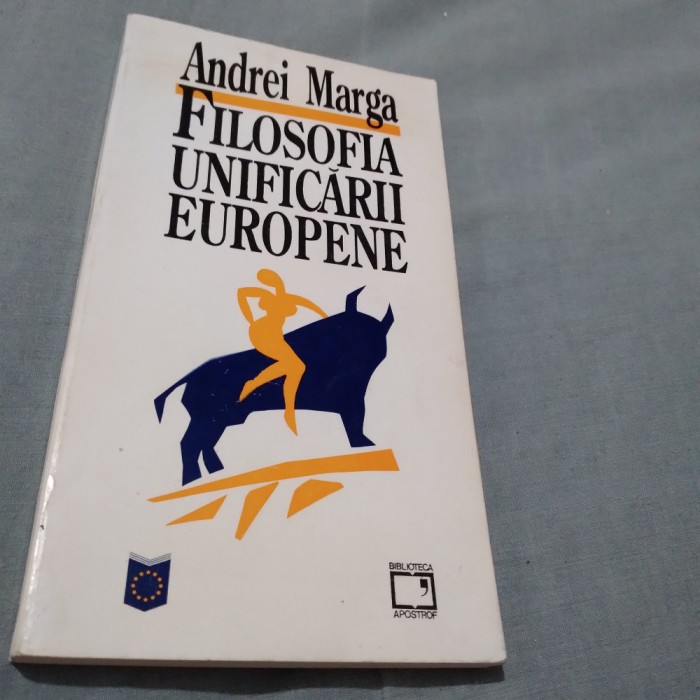 Andrei Marga
FILOSOFIA
UNIFICĂRII
EUROPENE
BIBLIOTECA
APOSTROF